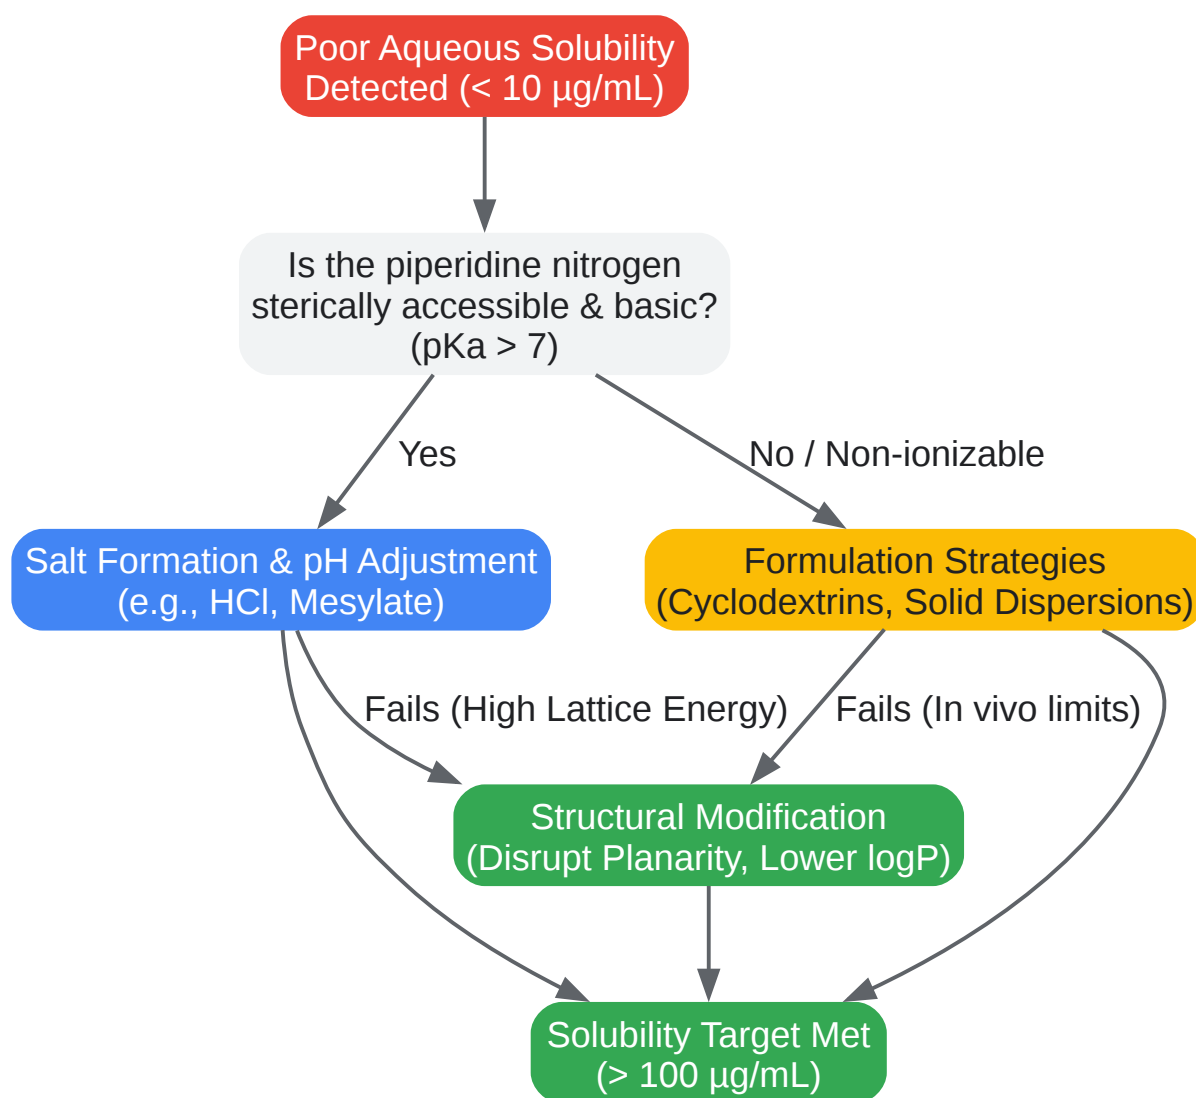 Poor Aqueous Solubility
Detected (< 10 µg/mL)
Is the piperidine nitrogen
sterically accessible & basic?
(pKa > 7)
Yes
No / Non-ionizable
Salt Formation & pH Adjustment
(e.g., HCl, Mesylate)
Formulation Strategies
(Cyclodextrins, Solid Dispersions)
Fails (High Lattice Energy)
Fails (In vivo limits)
Structural Modification
(Disrupt Planarity, Lower logP)
Solubility Target Met
(> 100 µg/mL)